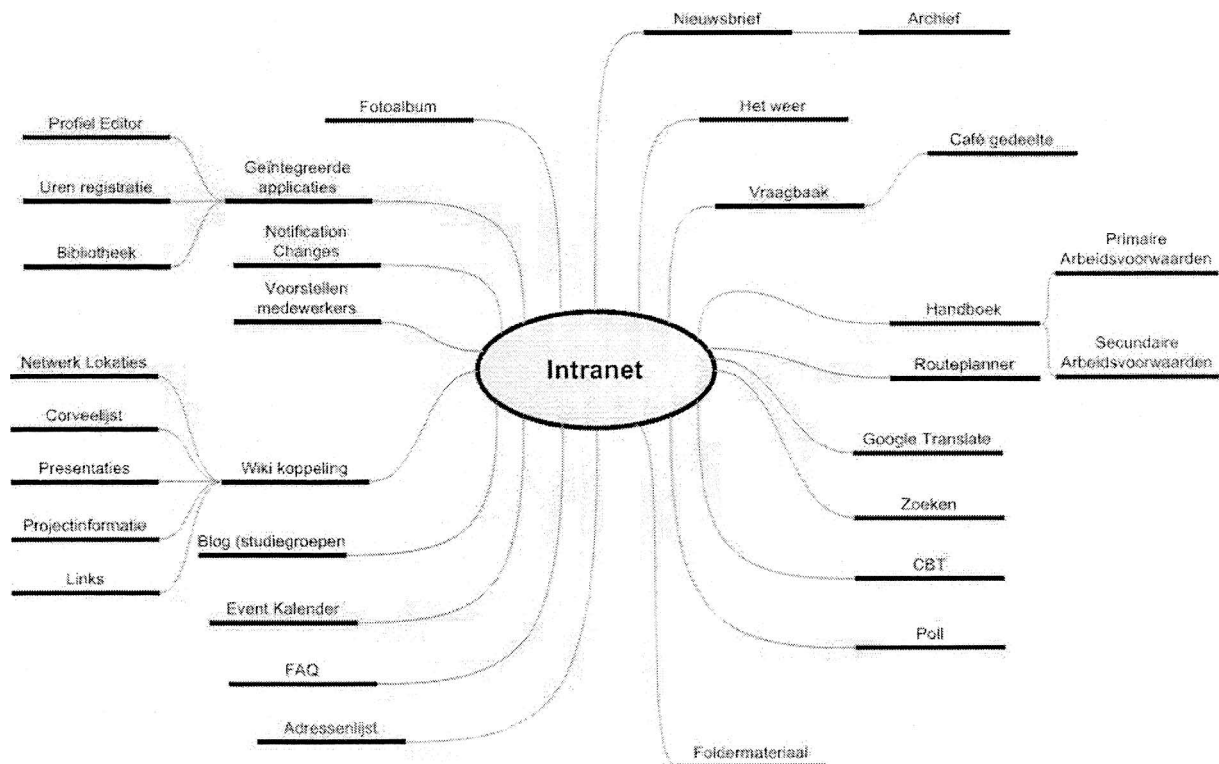 Nieuwsbrief
Archief
Fotoalbum
Het weer
Profiel Editor
Café gedeelte
Geïntegreerde
applicaties
Uren registratie
Vraagbaak
Notification
Changes
Bibliotheek
Primaire
Arbeidsvoorwaarden
Voorstellen
medewerkers
Handboek
Secundaire
Arbeidsvoorwaarden
Netwerk Lokaties
Intranet
Routeplanner
Corveelijst
Google Translate
Presentaties
Wiki koppeling
Zoeken
Projectinformatie
Blog (studiegroepen
CBT
Links
Event Kalender
Poll
FAQ
Adressenlijst
Foldermateriaal